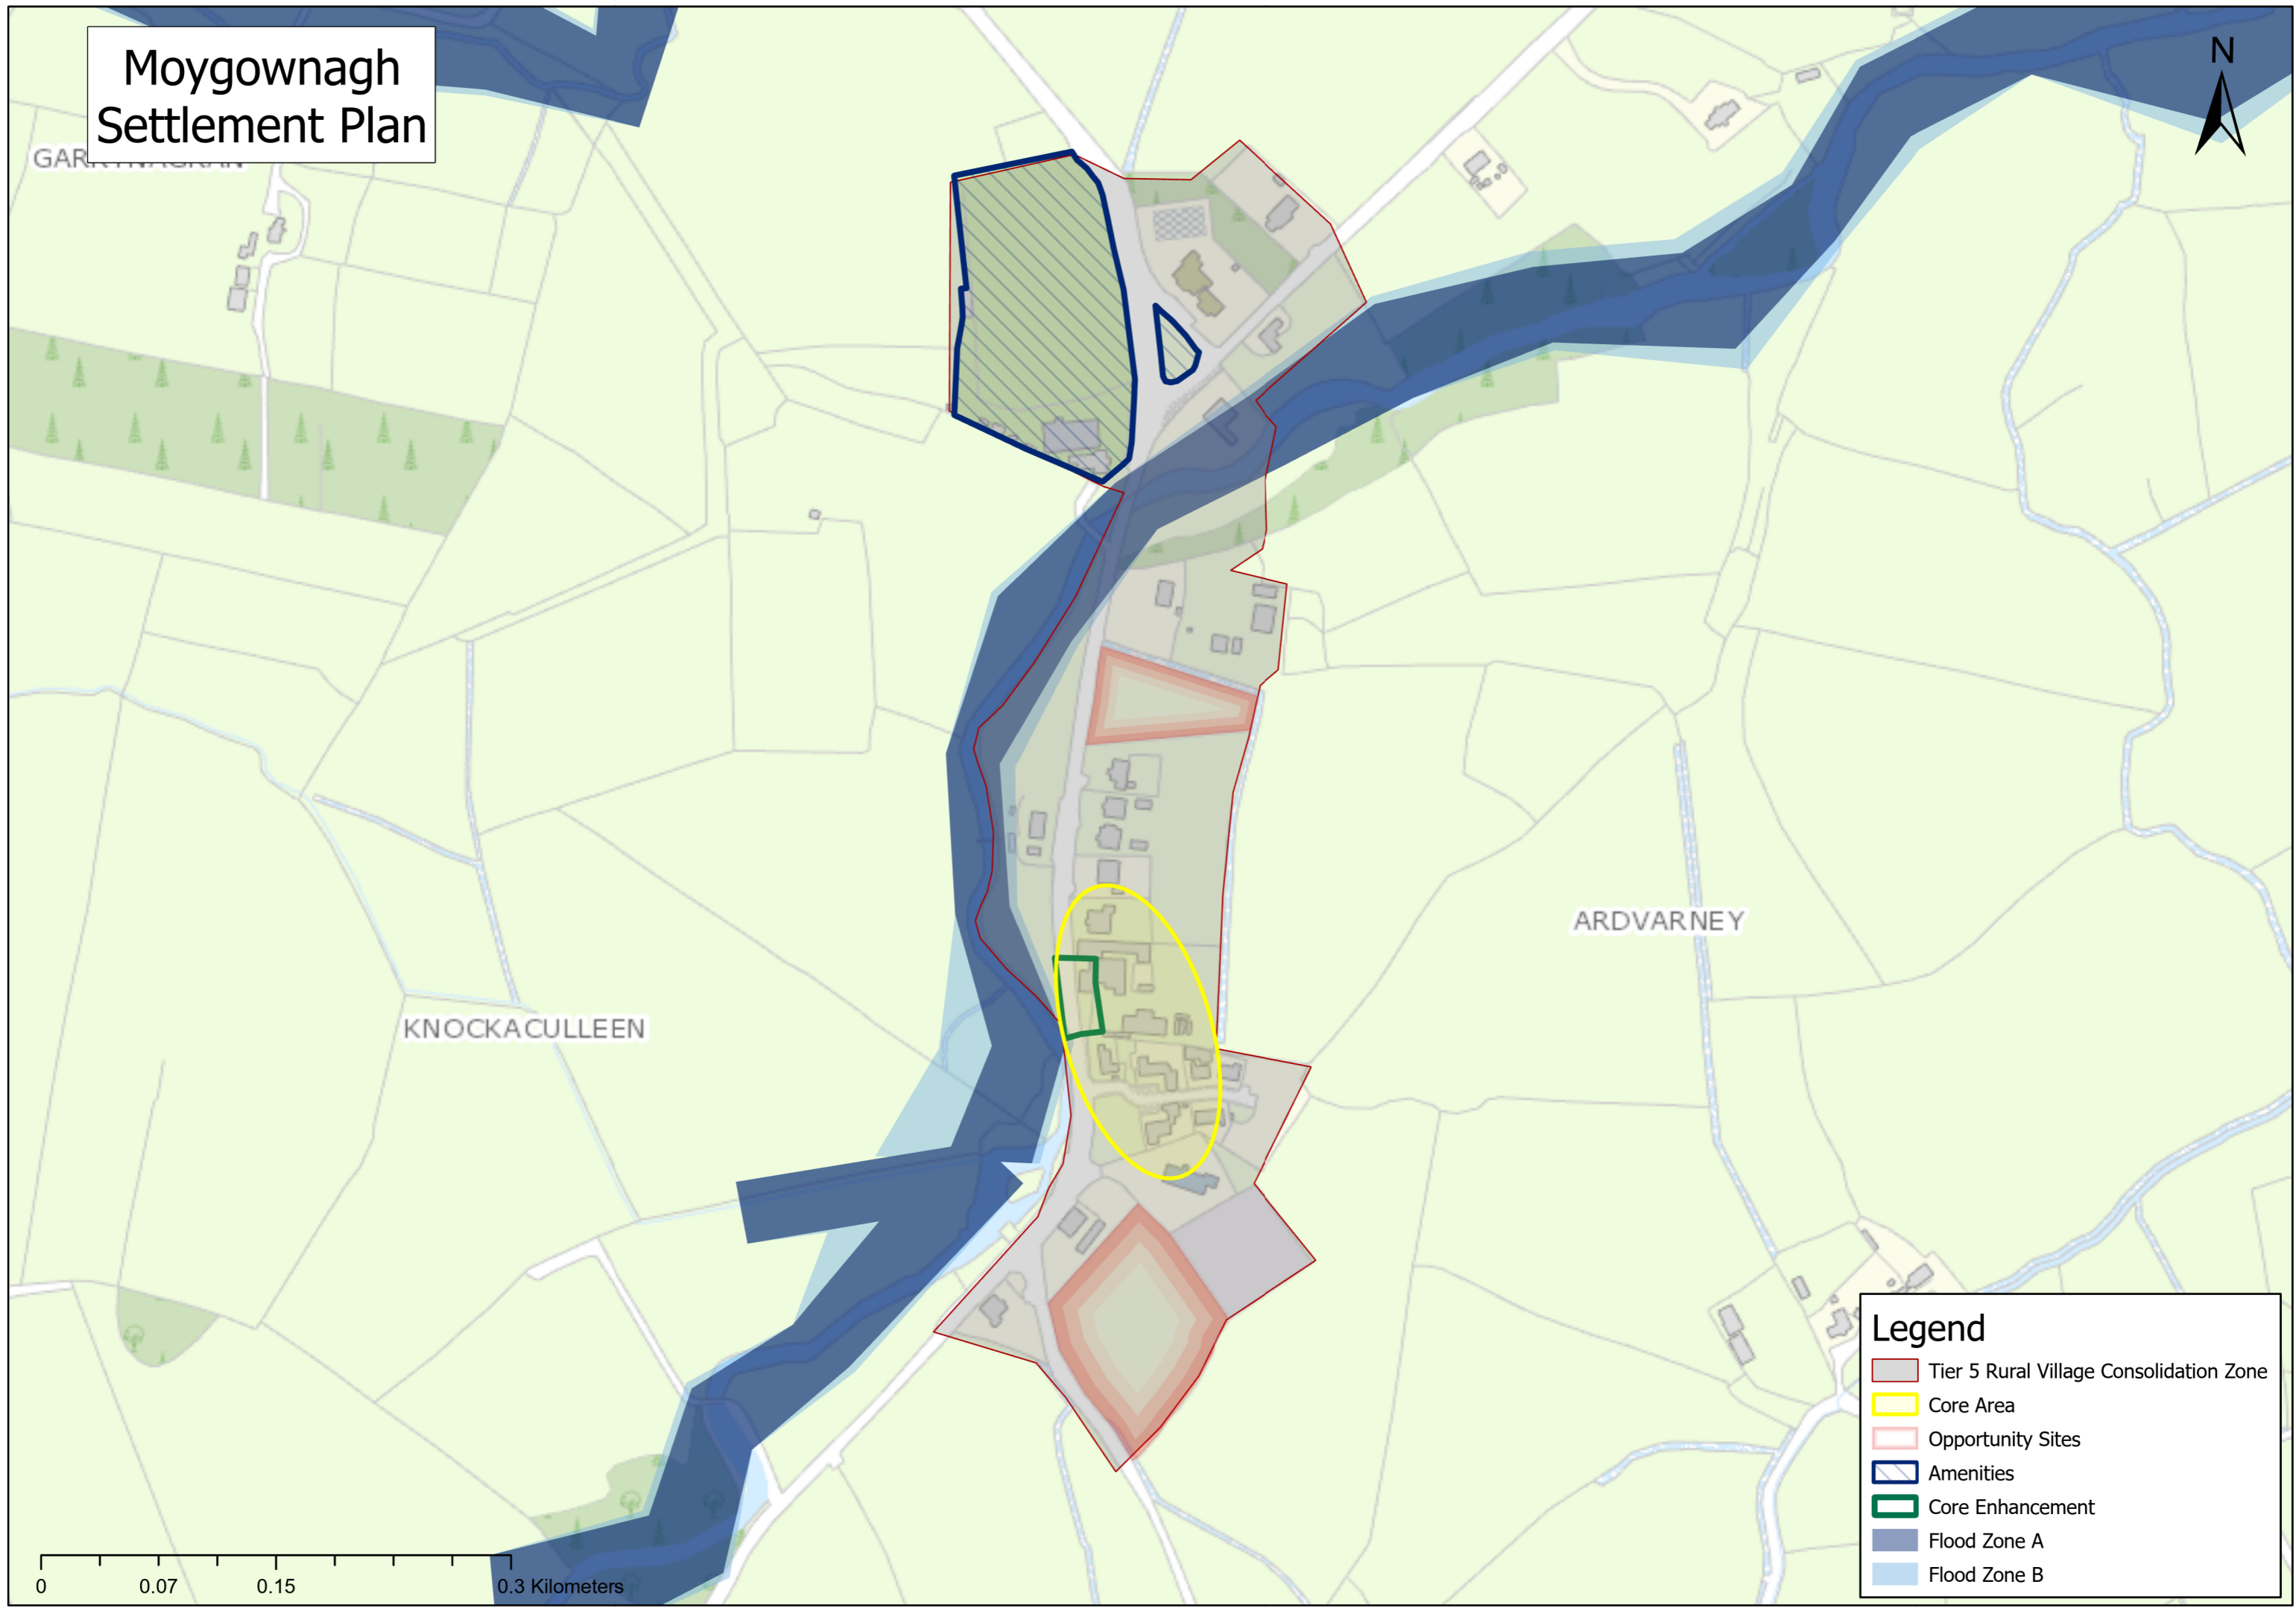 Moygownagh
Settlement Plan
N
ARDVARNEY
KNOCKACULLEEN
Legend
Tier 5 Rural Village Consolidation Zone
Core Area
Opportunity Sites
Amenities
Core Enhancement
Flood Zone A
Flood Zone B
0 0.07 0.15 0.3 Kilometers